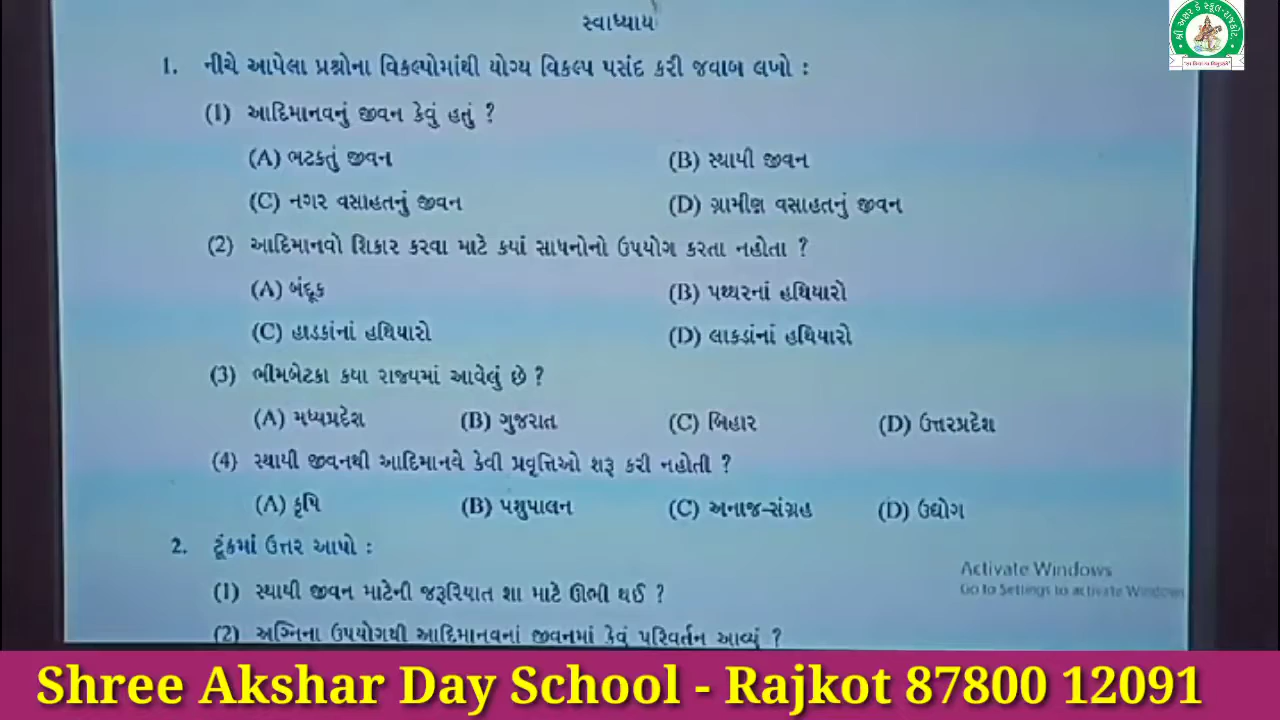 સ્વાધ્યાય
શ્રી અક્ષર ડે સ્કૂલ-રાજકોટ
1. નીચે આપેલા પ્રશ્નોના વિકલ્પોમાંથી યોગ્ય વિકલ્પ પસંદ કરી જવાબ લખો :
(1) આદિમાનવનું જીવન કેવું હતું ?
(A) ભટકતું જીવન (B) સ્થાયી જીવન
(C) નગર વસાહતનું જીવન (D) ગ્રામીણ વસાહતનું જીવન
(2) આદિમાનવો શિકાર કરવા માટે કયાં સાધનોનો ઉપયોગ કરતા નહોતા ?
(A) બંદૂક (B) પથ્થરનાં હથિયારો
(C) હાડકાંનાં હથિયારો (D) લાકડાંનાં હથિયારો
(3) ભીમબેટકા કયા રાજ્યમાં આવેલું છે ?
(A) મધ્યપ્રદેશ (B) ગુજરાત (C) બિહાર (D) ઉત્તરપ્રદેશ
(4) સ્થાયી જીવનથી આદિમાનવે કેવી પ્રવૃત્તિઓ શરૂ કરી નહોતી ?
(A) કૃષિ (B) પશુપાલન (C) અનાજ-સંગ્રહ (D) ઉદ્યોગ
2. ટૂંકમાં ઉત્તર આપો :
(1) સ્થાયી જીવન માટેની જરૂરિયાત શા માટે ઊભી થઈ ?
(2) અગ્નિના ઉપયોગથી આદિમાનવનાં જીવનમાં કેવું પરિવર્તન આવ્યું ?
Activate Windows
Go to Settings to activate Windows
Shree Akshar Day School - Rajkot 87800 12091